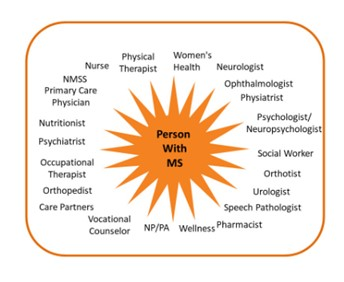 Physical
Therapist
Women's
Health
Nurse
Neurologist
NMSS
Primary Care
Physician
Ophthalmologist
Physiatrist
Nutritionist
Psychologist/
Neuropsychologist
Psychiatrist
Person
With
MS
Social Worker
Occupational
Therapist
Orthotist
Orthopedist
Urologist
Care Partners
Speech Pathologist
Vocational
Counselor
NP/PA
Wellness
Pharmacist